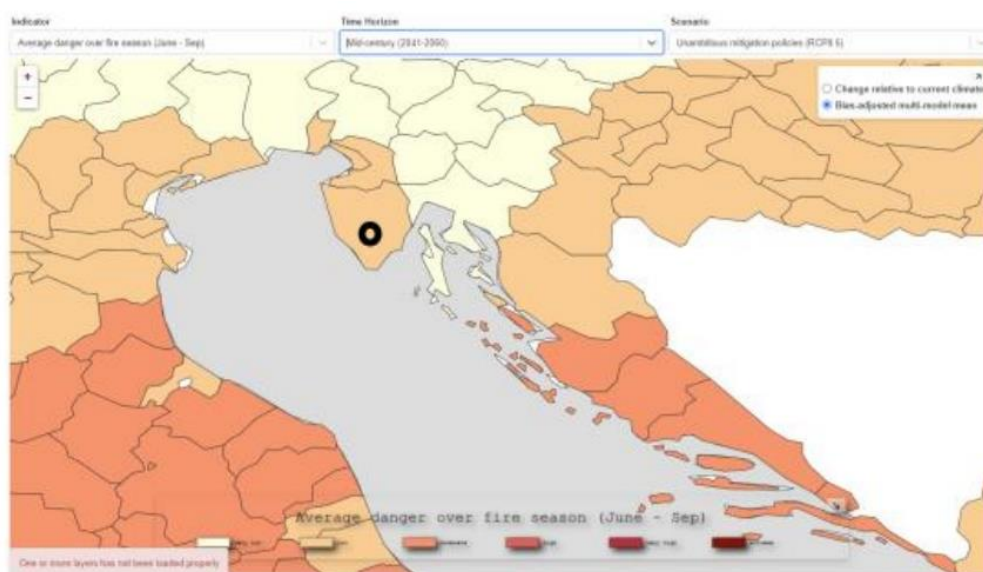 Indicator
Time Horizon
Scenario
Average danger over fire season (June - Sep)
Mid-century (2041-2060)
Unambitious mitigation policies (RCP8.5)
+
−
Change relative to current climate
Bias-adjusted multi-model mean
Average danger over fire season (June - Sep)
One or more layers has not been loaded properly